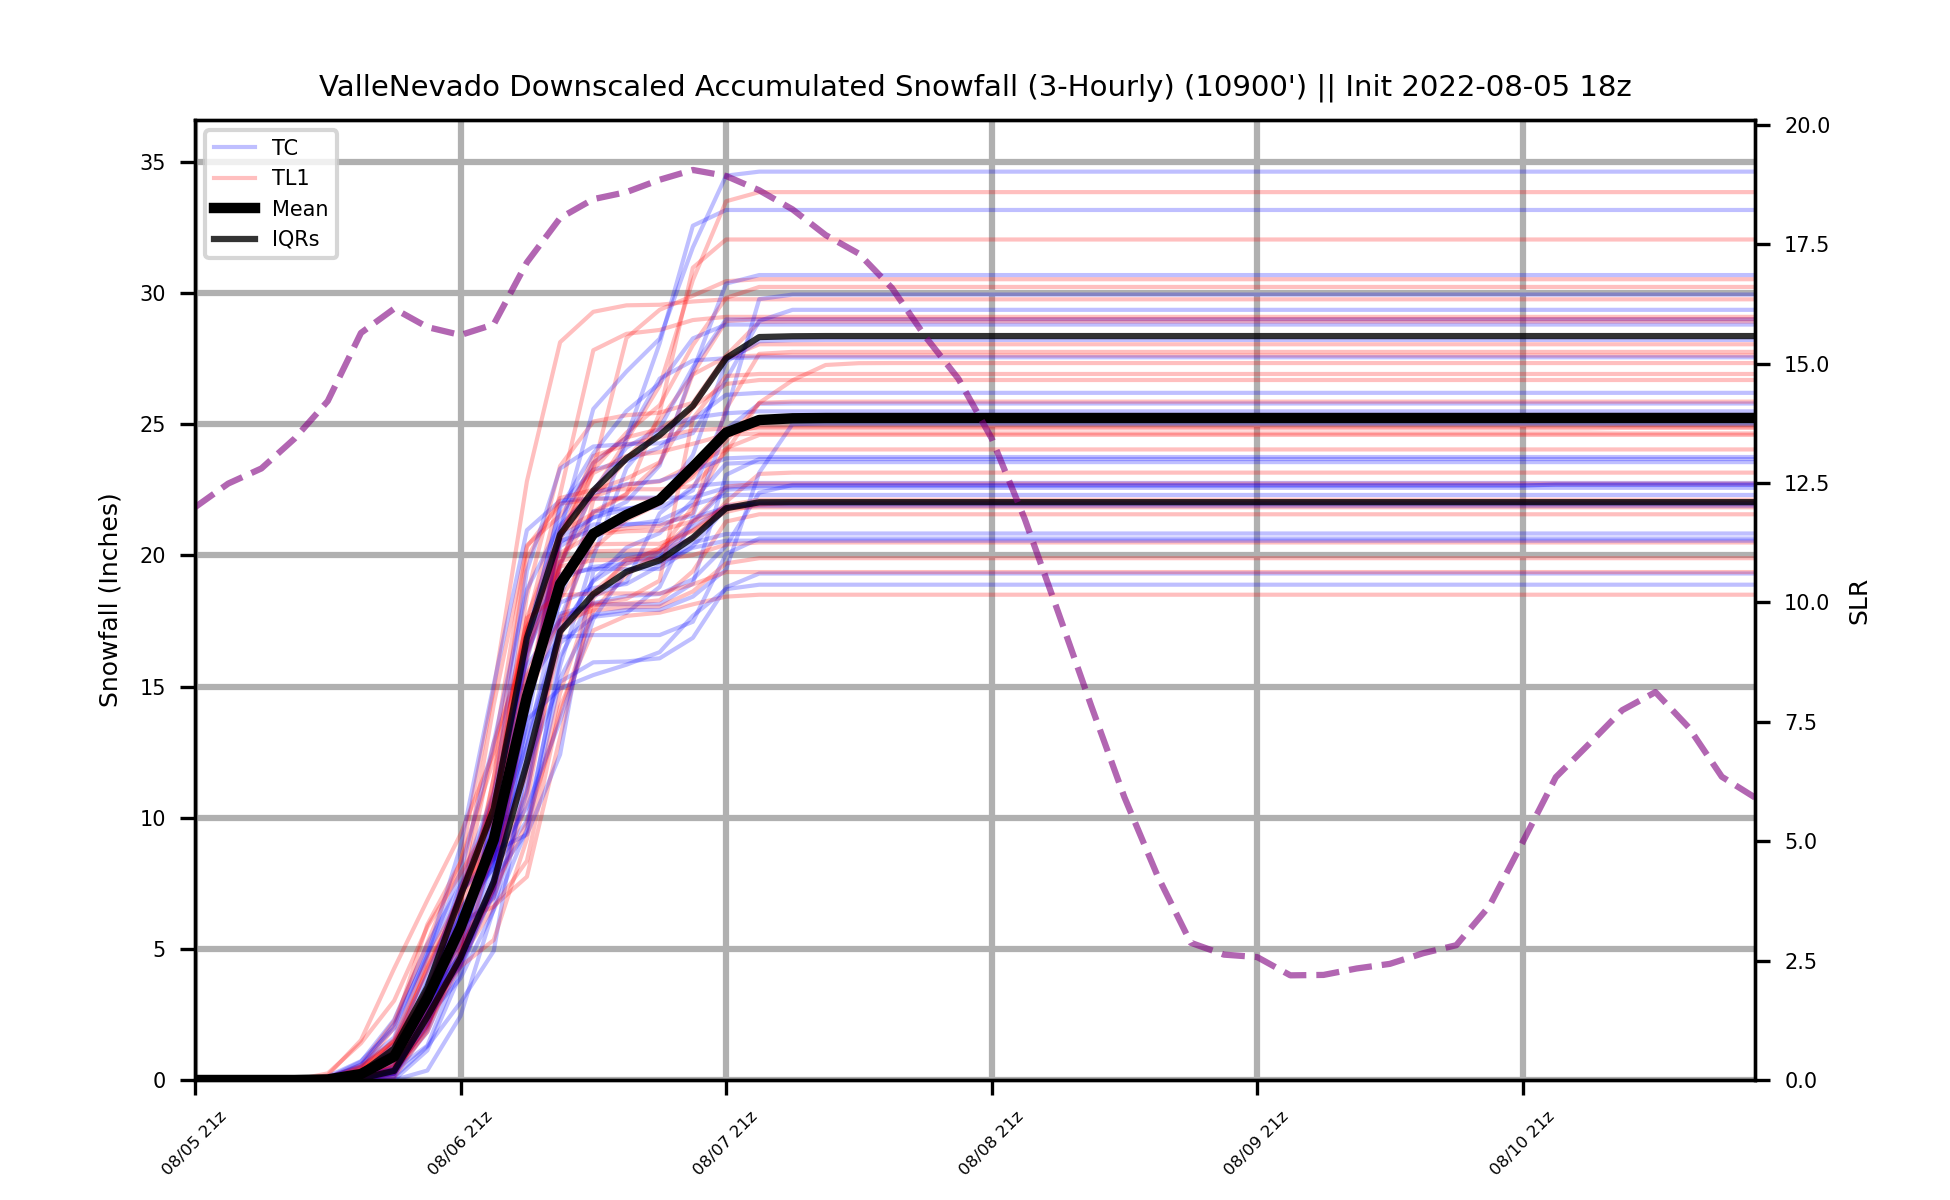 ValleNevado Downscaled Accumulated Snowfall (3-Hourly) (10900') || Init 2022-08-05 18z
TC
TL1
Mean
IQRs
Snowfall (Inches)
35
30
25
20
15
10
5
0
20.0
17.5
15.0
12.5
10.0
7.5
5.0
2.5
0.0
SLR
08/05 21z
08/06 21z
08/07 21z
08/08 21z
08/09 21z
08/10 21z